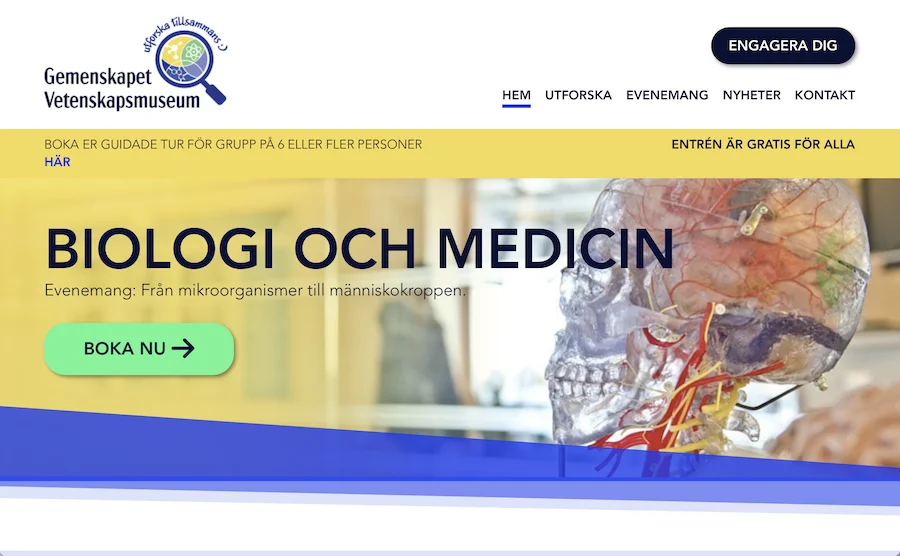 utforska tillsammans :)
Gemenskapet
Vetenskapsmuseum
ENGAGERA DIG
HEM UTFORSKA EVENEMANG NYHETER KONTAKT
BOKA ER GUIDADE TUR FÖR GRUPP PÅ 6 ELLER FLER PERSONER
HÄR
ENTRÉN ÄR GRATIS FÖR ALLA
BIOLOGI OCH MEDICIN
Evenemang: Från mikroorganismer till människokroppen.
BOKA NU →